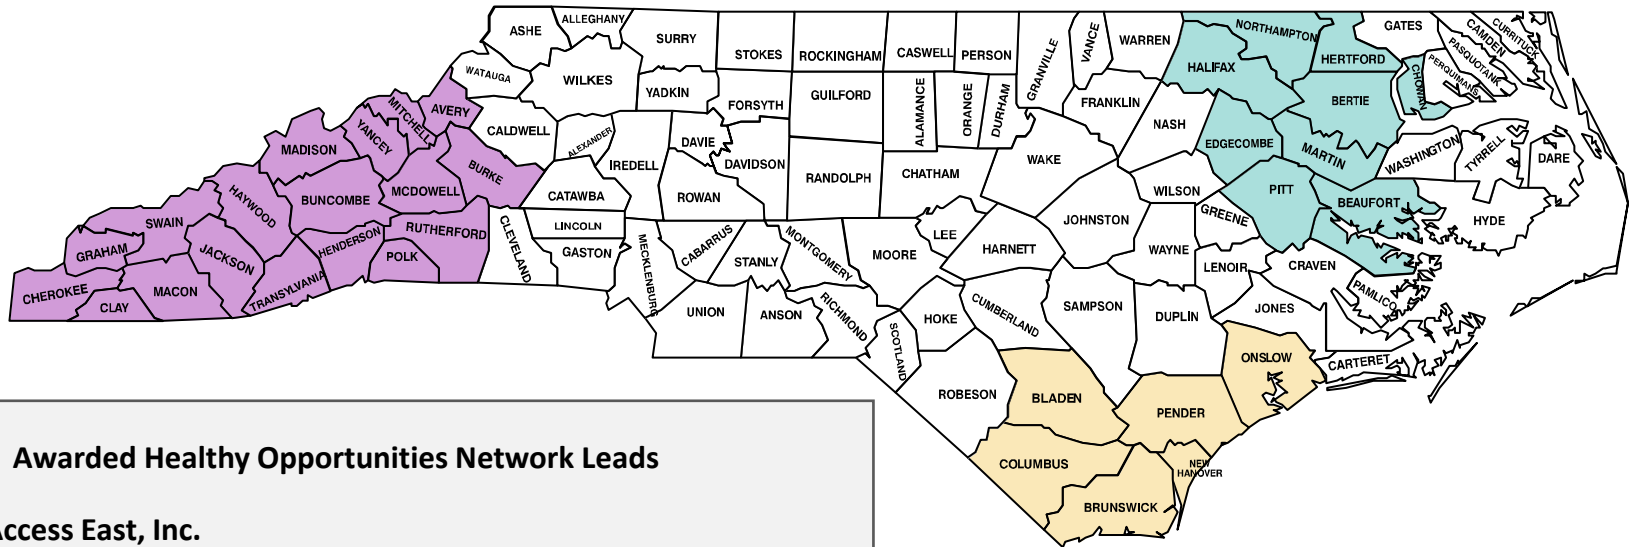 ASHE
ALLEGHANY
SURRY
STOKES
ROCKINGHAM
CASWELL
PERSON
GRANVILLE
VANCE
WARREN
NORTHAMPTON
GATES
CAMDEN
CURRITUCK
PASQUOTANK
PERQUIMANS
HERTFORD
HALIFAX
WATAUGA
WILKES
YADKIN
FORSYTH
GUILFORD
ALAMANCE
ORANGE
DURHAM
FRANKLIN
BERTIE
CHOWAN
MITCHELL
AVERY
CALDWELL
ALEXANDER
IREDELL
DAVIE
DAVIDSON
WAKE
NASH
EDGECOMBE
MARTIN
WASHINGTON
TYRRELL
DARE
MADISON
YANCEY
BURKE
MCDOWELL
BUNCOMBE
HAYWOOD
CATAWBA
ROWAN
RANDOLPH
CHATHAM
WILSON
PITT
BEAUFORT
HYDE
SWAIN
GRAHAM
JACKSON
HENDERSON
RUTHERFORD
POLK
CLEVELAND
LINCOLN
GASTON
MECKLENBURG
CABARRUS
STANLY
MONTGOMERY
MOORE
LEE
HARNETT
JOHNSTON
WAYNE
GREENE
LENOIR
CRAVEN
PAMLICO
CHEROKEE
CLAY
MACON
TRANSYLVANIA
UNION
ANSON
RICHMOND
SCOTLAND
HOKE
CUMBERLAND
SAMPSON
DUPLIN
JONES
CARTERET
ONSLOW
ROBESON
BLADEN
PENDER
COLUMBUS
NEW
HANOVER
BRUNSWICK
Awarded Healthy Opportunities Network Leads
Access East, Inc.